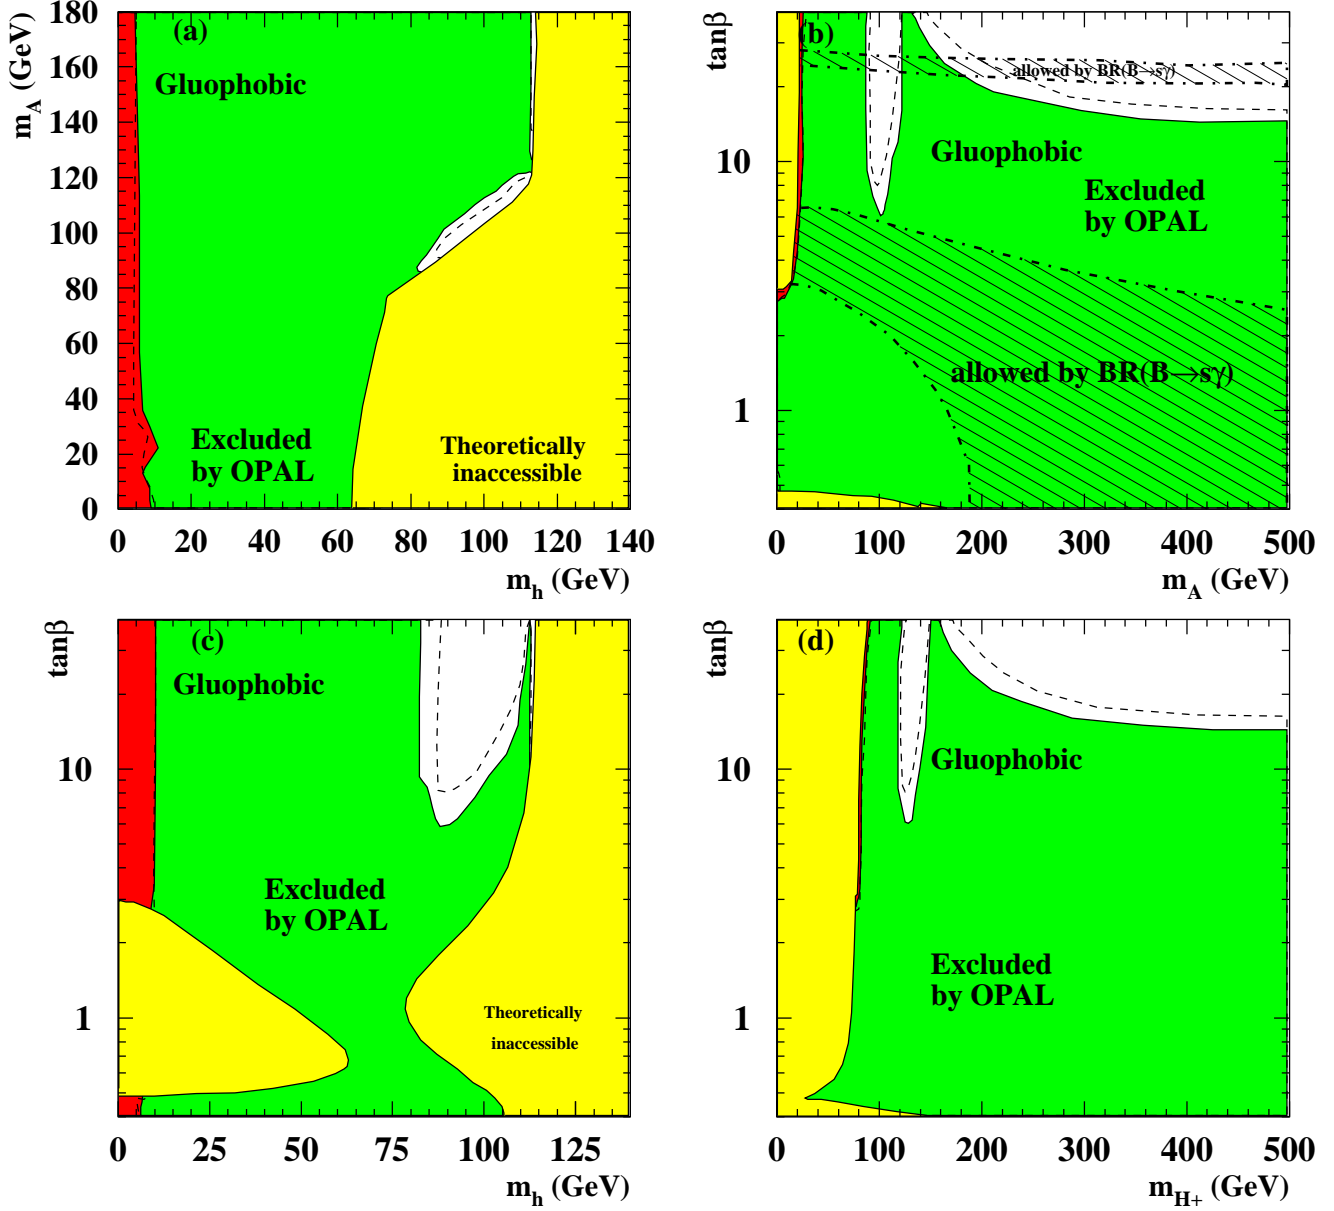 m_A (GeV)
180
160
140
120
100
80
60
40
20
0
(a)
Gluophobic
Excluded
by OPAL
Theoretically
inaccessible
0 20 40 60 80 100 120 140
m_h (GeV)
tanβ
10
1
(b)
allowed by BR(B→sγ)
Gluophobic
Excluded
by OPAL
allowed by BR(B→sγ)
0 100 200 300 400 500
m_A (GeV)
tanβ
10
1
(c)
Gluophobic
Excluded
by OPAL
Theoretically
inaccessible
0 25 50 75 100 125
m_h (GeV)
tanβ
10
1
(d)
Gluophobic
Excluded
by OPAL
0 100 200 300 400 500
m_H+ (GeV)